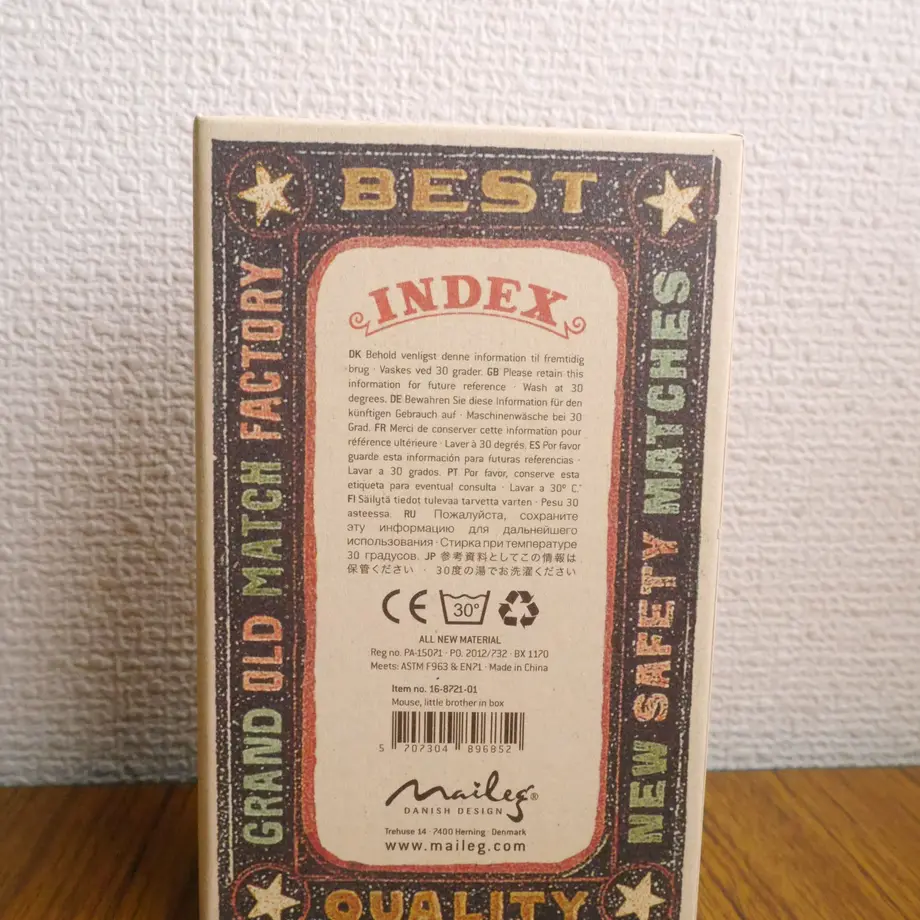 BEST
GRAND OLD MATCH FACTORY
INDEX
DK Behold venligst denne information til fremtidig
brug · Vaskes ved 30 grader. GB Please retain this
information for future reference · Wash at 30
degrees. DE Bewahren Sie diese Information für den
künftigen Gebrauch auf · Maschinenwäsche bei 30
Grad. FR Merci de conserver cette information pour
référence ultérieure · Laver à 30 degrés. ES Por favor
guarde esta información para futuras referencias ·
Lavar a 30 grados. PT Por favor, conserve esta
etiqueta para eventual consulta · Lavar a 30º C.
FI Säilytä tiedot tulevaa tarvetta varten · Pesu 30
asteessa. RU Пожалуйста, сохраните
эту информацию для дальнейшего
использования · Стирка при температуре
30 градусов. JP 参考資料としてこの情報は
保管ください · 30度の湯でお洗濯ください
CE 30°
ALL NEW MATERIAL
Reg no. PA-15071 · PO. 2012/732 · BX 1170
Meets: ASTM F963 & EN71 · Made in China
Item no. 16-8721-01
Mouse, little brother in box
5 707304 896852
Maileg®
DANISH DESIGN
Trehuse 14 · 7400 Herning · Denmark
www.maileg.com
NEW SAFETY MATCHES
QUALITY